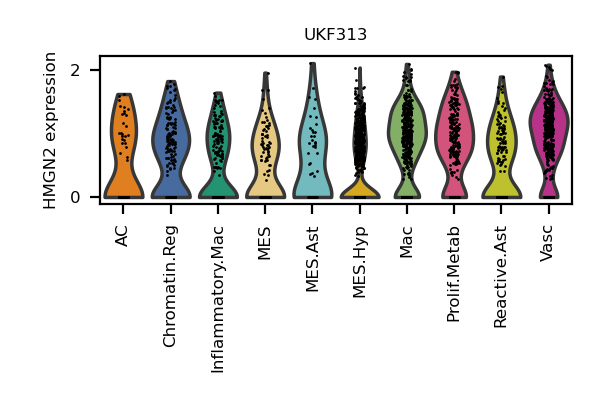 UKF313
HMGN2 expression
2
0
AC
Chromatin.Reg
Inflammatory.Mac
MES
MES.Ast
MES.Hyp
Mac
Prolif.Metab
Reactive.Ast
Vasc